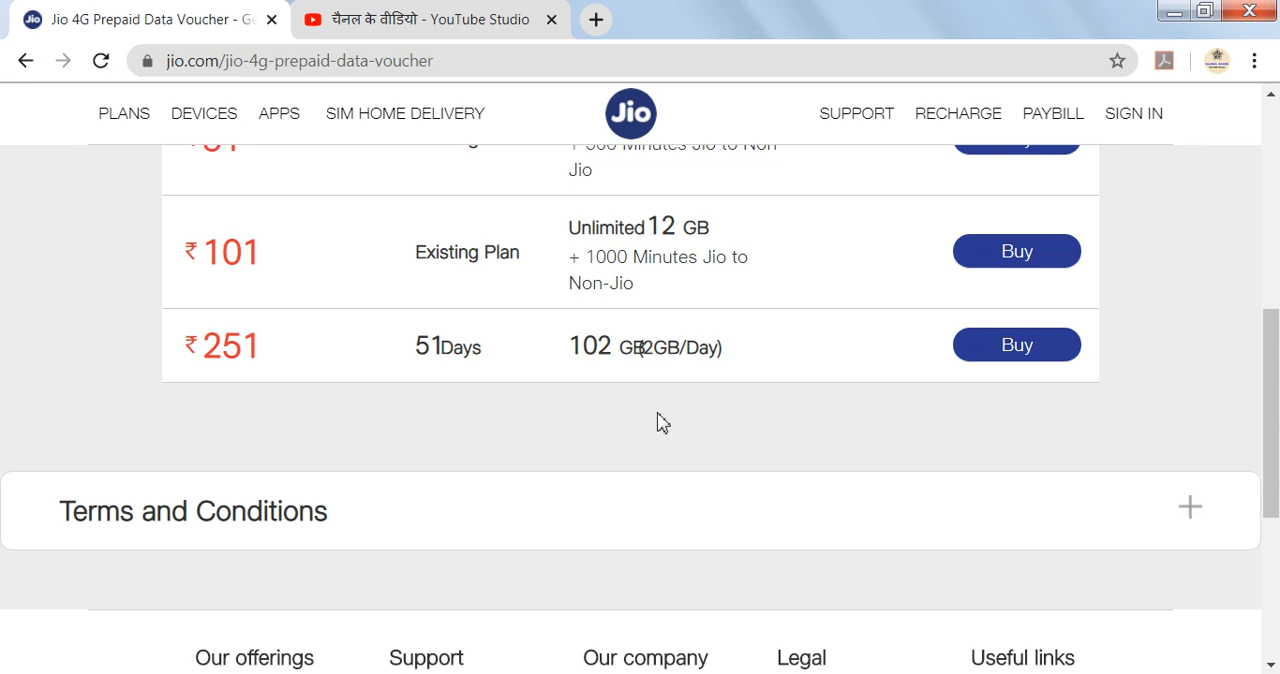 Jio 4G Prepaid Data Voucher - Ge
चैनल के वीडियो - YouTube Studio
jio.com/jio-4g-prepaid-data-voucher
PLANS DEVICES APPS SIM HOME DELIVERY Jio SUPPORT RECHARGE PAYBILL SIGN IN
Jio
₹ 101 Existing Plan Unlimited 12 GB
+ 1000 Minutes Jio to
Non-Jio
Buy
₹ 251 51Days 102 GB(2GB/Day) Buy
Terms and Conditions
Our offerings Support Our company Legal Useful links